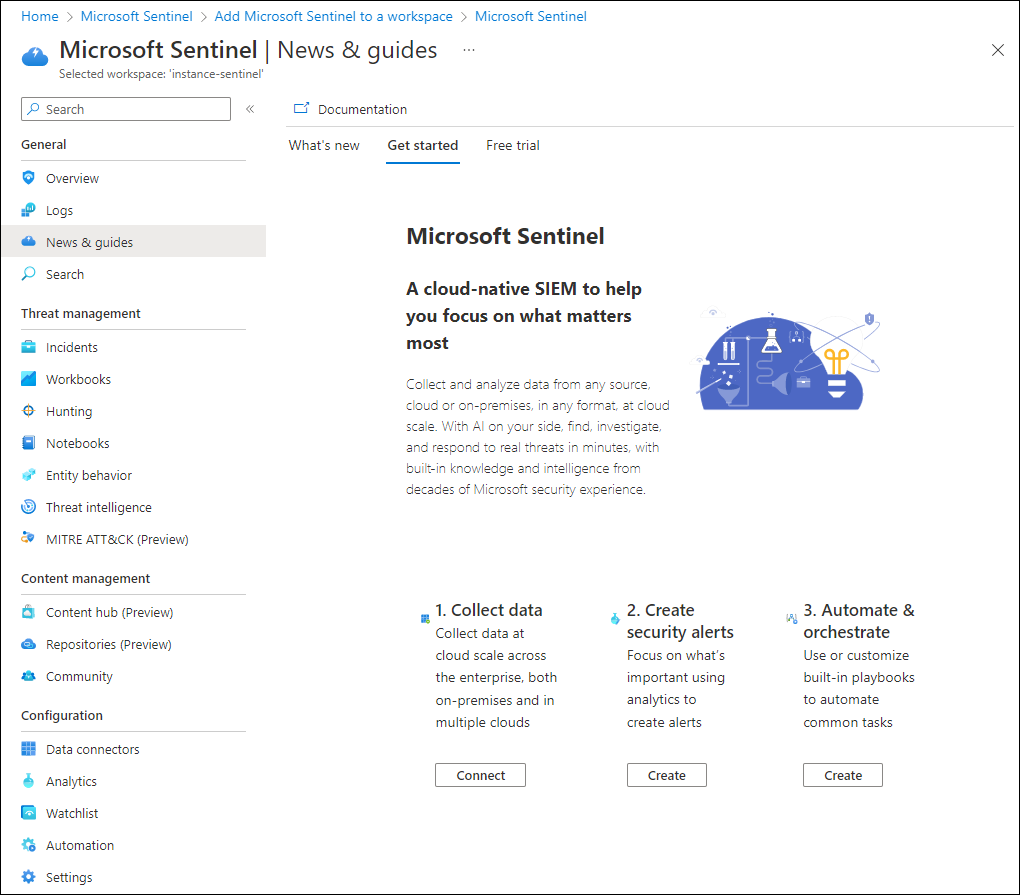 Home > Microsoft Sentinel > Add Microsoft Sentinel to a workspace > Microsoft Sentinel
Microsoft Sentinel | News & guides ...
Selected workspace: 'instance-sentinel'
Search
«
General
Overview
Logs
News & guides
Search
Threat management
Incidents
Workbooks
Hunting
Notebooks
Entity behavior
Threat intelligence
MITRE ATT&CK (Preview)
Content management
Content hub (Preview)
Repositories (Preview)
Community
Configuration
Data connectors
Analytics
Watchlist
Automation
Settings
Documentation
What's new
Get started
Free trial
Microsoft Sentinel
A cloud-native SIEM to help
you focus on what matters
most
Collect and analyze data from any source,
cloud or on-premises, in any format, at cloud
scale. With AI on your side, find, investigate,
and respond to real threats in minutes, with
built-in knowledge and intelligence from
decades of Microsoft security experience.
1. Collect data
Collect data at
cloud scale across
the enterprise, both
on-premises and in
multiple clouds
Connect
2. Create
security alerts
Focus on what's
important using
analytics to
create alerts
Create
3. Automate &
orchestrate
Use or customize
built-in playbooks
to automate
common tasks
Create